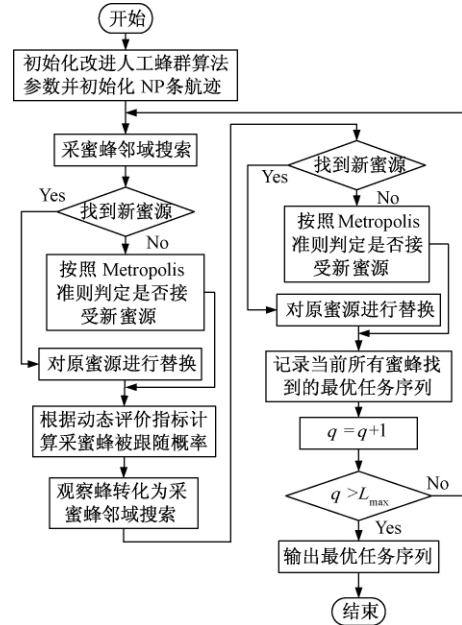 开始
初始化改进人工蜂群算法
参数并初始化 NP条航迹
采蜜蜂邻域搜索
Yes
找到新蜜源
No
按照 Metropolis
准则判定是否接
受新蜜源
对原蜜源进行替换
根据动态评价指标计
算采蜜蜂被跟随概率
观察蜂转化为采
蜜蜂邻域搜索
找到新蜜源
Yes
No
按照 Metropolis
准则判定是否接
受新蜜源
对原蜜源进行替换
记录当前所有蜜蜂找
到的最优任务序列
q = q+1
q >Lmax
No
Yes
输出最优任务序列
结束